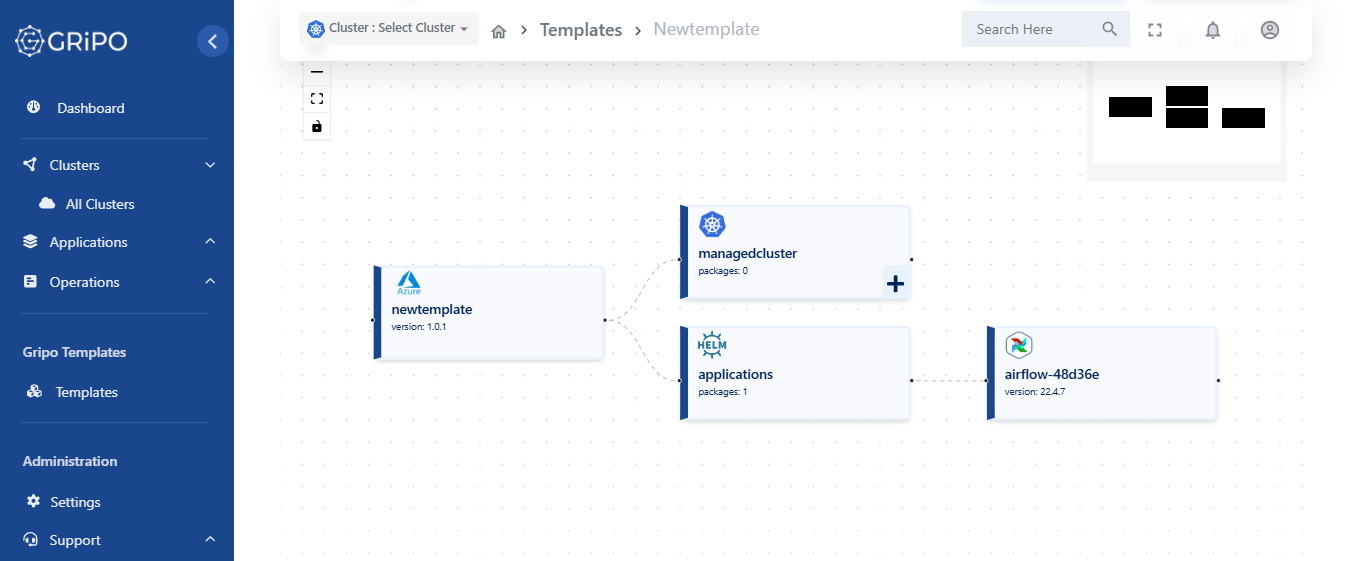 GRiPO
Dashboard
Clusters
All Clusters
Applications
Operations
Gripo Templates
Templates
Administration
Settings
Support
Cluster : Select Cluster
Templates
Newtemplate
Search Here
Azure
newtemplate
version: 1.0.1
managedcluster
packages: 0
HELM
applications
packages: 1
airflow-48d36e
version: 22.4.7